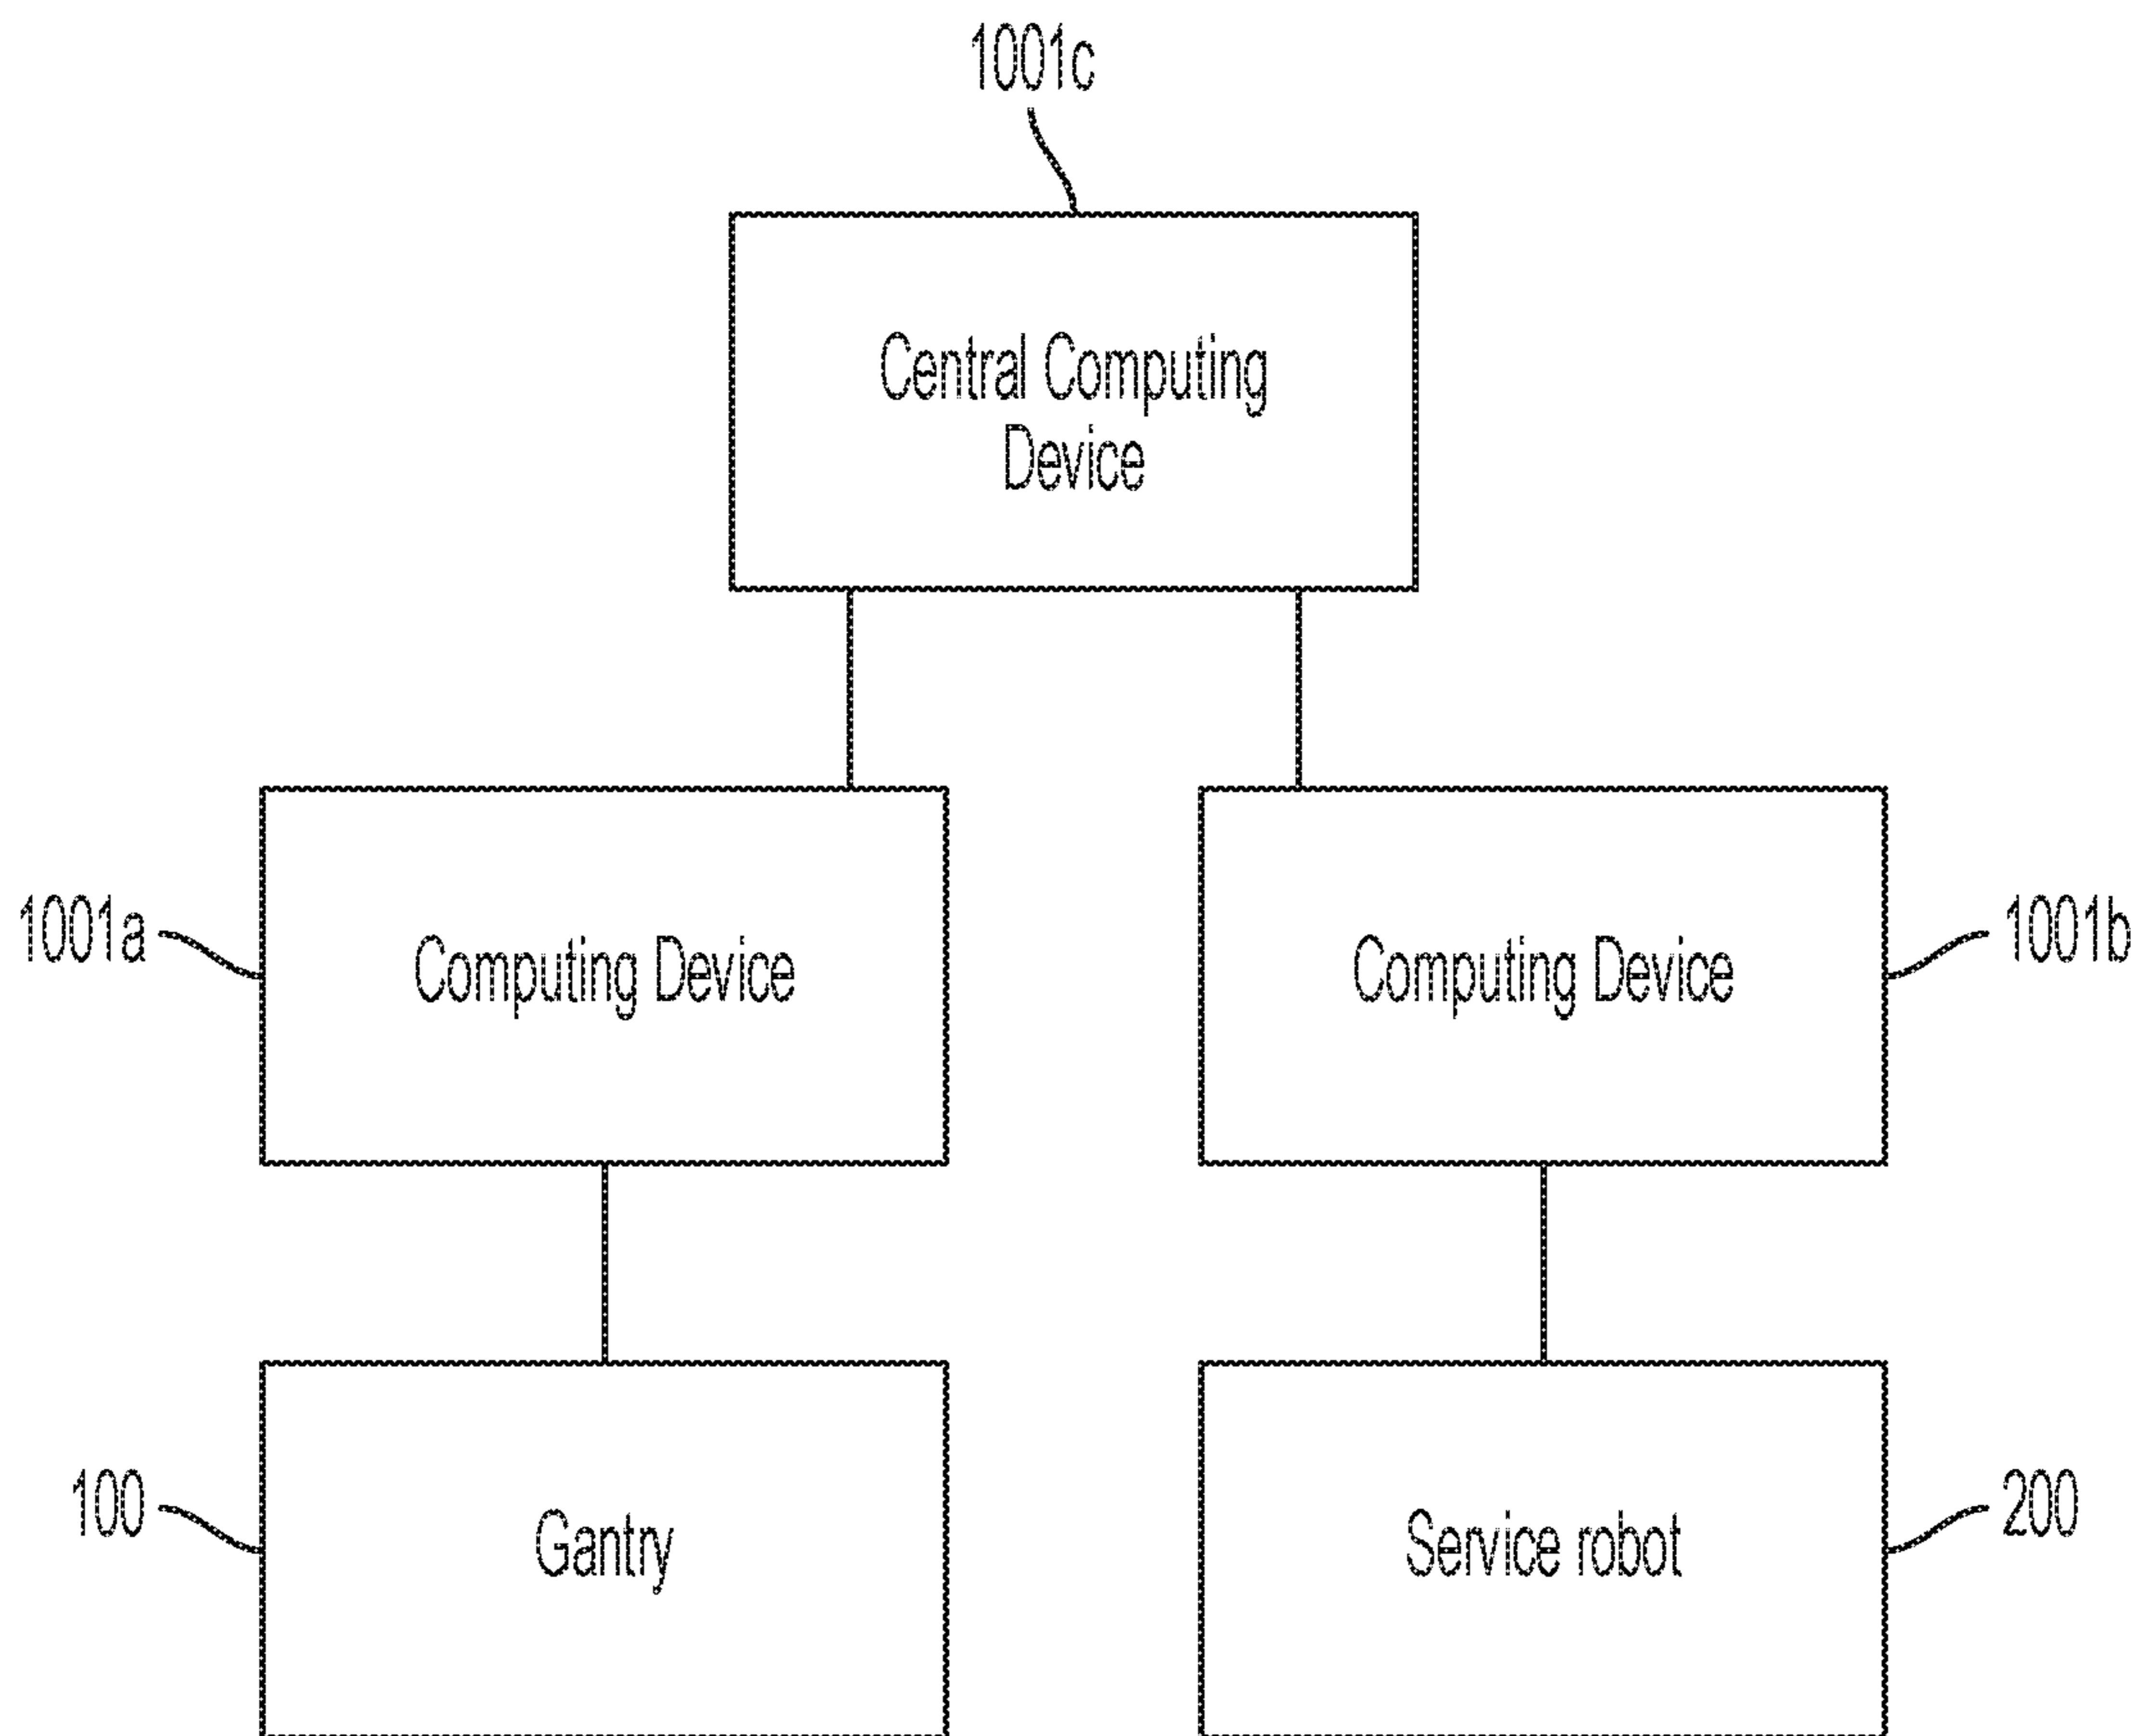 1001c
Central Computing
Device
1001a
Computing Device
Computing Device
1001b
100
Gantry
Service robot
200